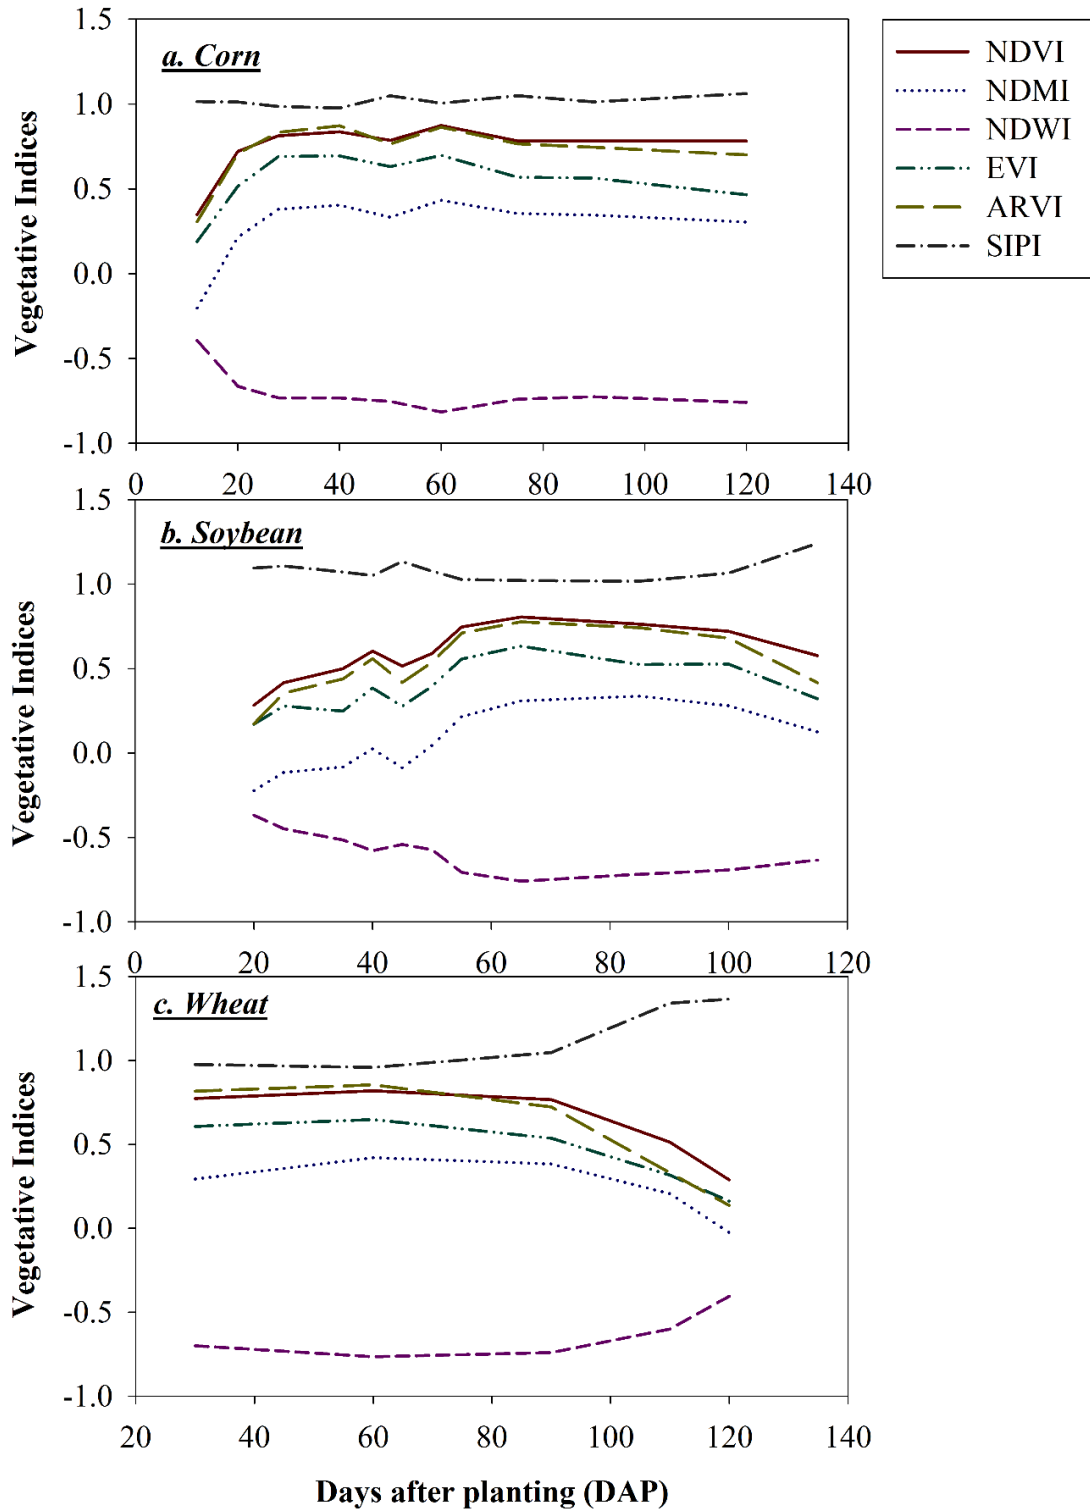 1.5
a. Corn
1.0
0.5
0.0
-0.5
-1.0
Vegetative Indices
0 20 40 60 80 100 120 140
NDVI
NDMI
NDWI
EVI
ARVI
SIPI
1.5
b. Soybean
1.0
0.5
0.0
-0.5
-1.0
Vegetative Indices
0 20 40 60 80 100 120
1.5
c. Wheat
1.0
0.5
0.0
-0.5
-1.0
Vegetative Indices
20 40 60 80 100 120 140
Days after planting (DAP)